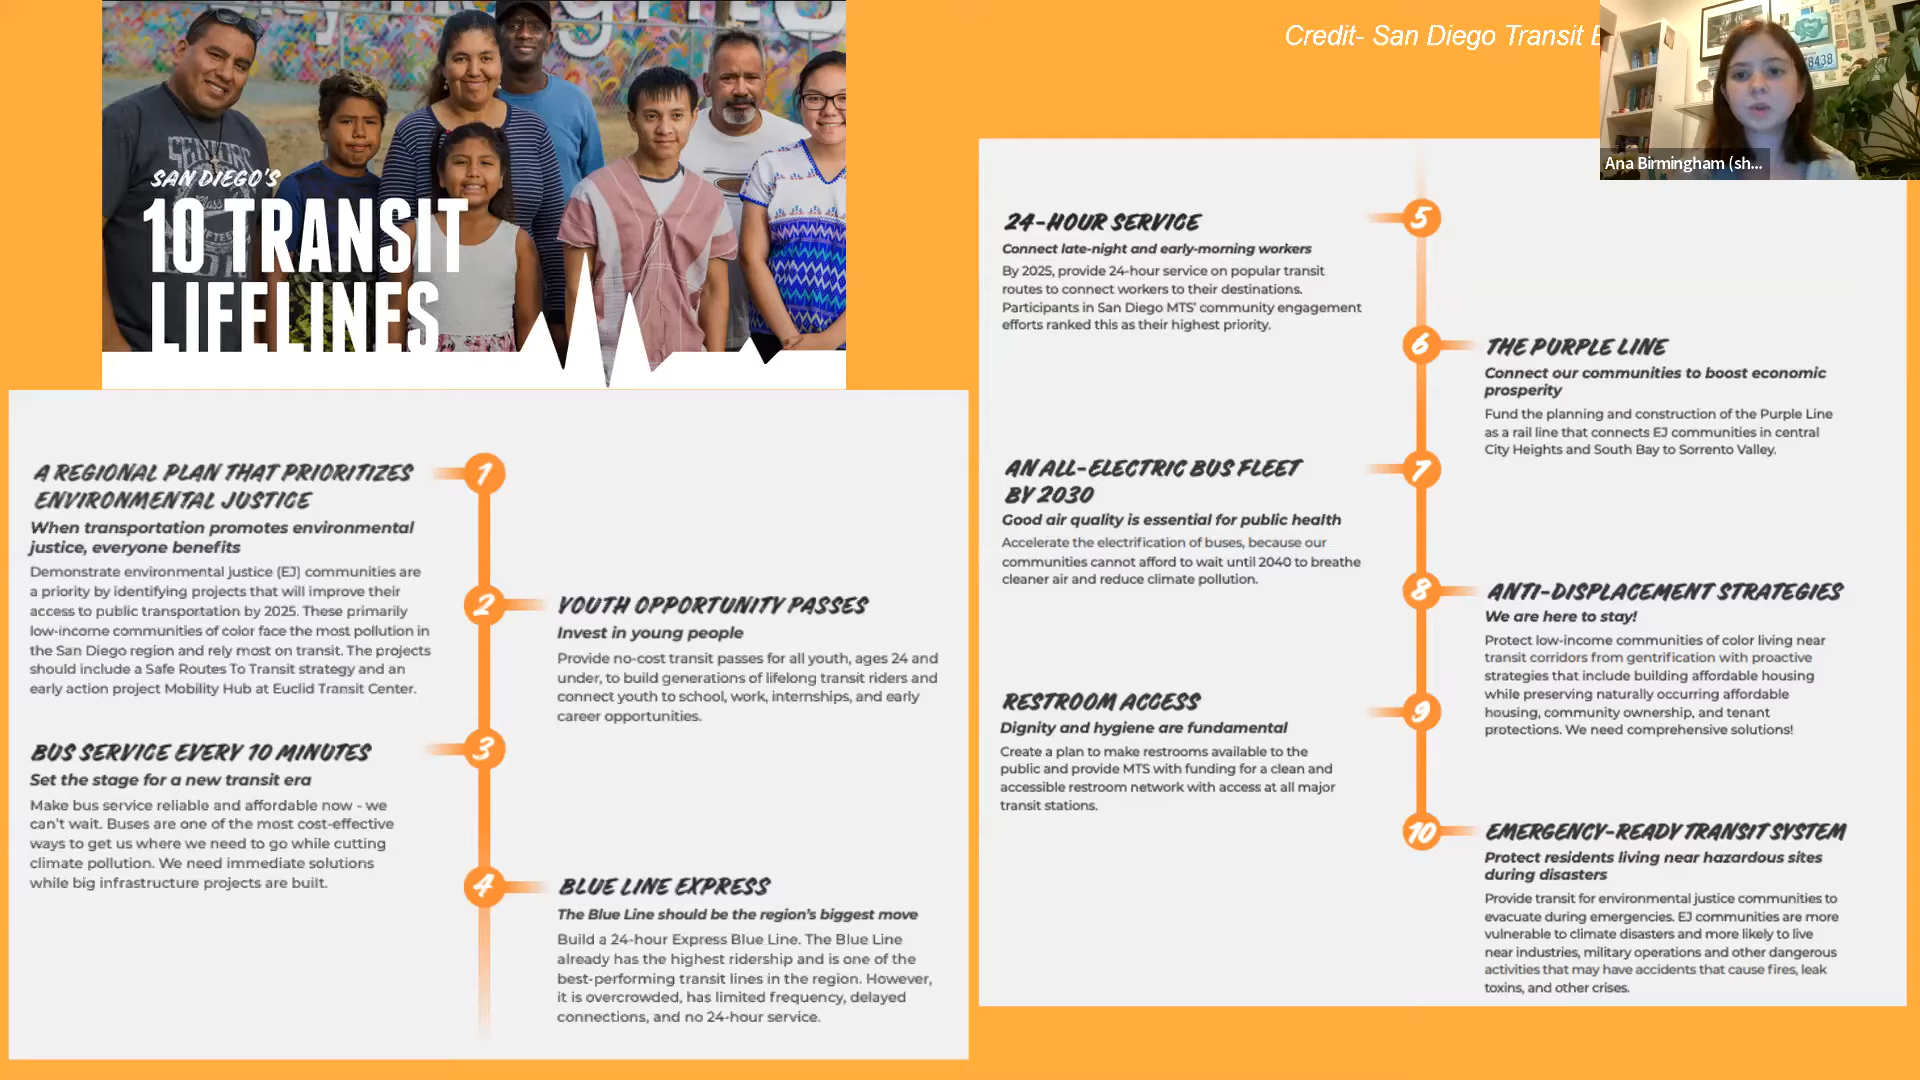 SAN DIEGO'S
10 TRANSIT
LIFELINES
Credit- San Diego Transit
78438
Ana Birmingham (sh...
A REGIONAL PLAN THAT PRIORITIZES
ENVIRONMENTAL JUSTICE
When transportation promotes environmental
justice, everyone benefits
Demonstrate environmental justice (EJ) communities are
a priority by identifying projects that will improve their
access to public transportation by 2025. These primarily
low-income communities of color face the most pollution in
the San Diego region and rely most on transit. The projects
should include a Safe Routes To Transit strategy and an
early action project Mobility Hub at Euclid Transit Center.
1
2
YOUTH OPPORTUNITY PASSES
Invest in young people
Provide no-cost transit passes for all youth, ages 24 and
under, to build generations of lifelong transit riders and
connect youth to school, work, internships, and early
career opportunities.
BUS SERVICE EVERY 10 MINUTES
Set the stage for a new transit era
Make bus service reliable and affordable now - we
can't wait. Buses are one of the most cost-effective
ways to get us where we need to go while cutting
climate pollution. We need immediate solutions
while big infrastructure projects are built.
3
4
BLUE LINE EXPRESS
The Blue Line should be the region's biggest move
Build a 24-hour Express Blue Line. The Blue Line
already has the highest ridership and is one of the
best-performing transit lines in the region. However,
it is overcrowded, has limited frequency, delayed
connections, and no 24-hour service.
24-HOUR SERVICE
Connect late-night and early-morning workers
By 2025, provide 24-hour service on popular transit
routes to connect workers to their destinations.
Participants in San Diego MTS' community engagement
efforts ranked this as their highest priority.
5
6
THE PURPLE LINE
Connect our communities to boost economic
prosperity
Fund the planning and construction of the Purple Line
as a rail line that connects EJ communities in central
City Heights and South Bay to Sorrento Valley.
AN ALL-ELECTRIC BUS FLEET
BY 2030
Good air quality is essential for public health
Accelerate the electrification of buses, because our
communities cannot afford to wait until 2040 to breathe
cleaner air and reduce climate pollution.
7
8
ANTI-DISPLACEMENT STRATEGIES
We are here to stay!
Protect low-income communities of color living near
transit corridors from gentrification with proactive
strategies that include building affordable housing
while preserving naturally occurring affordable
housing, community ownership, and tenant
protections. We need comprehensive solutions!
RESTROOM ACCESS
Dignity and hygiene are fundamental
Create a plan to make restrooms available to the
public and provide MTS with funding for a clean and
accessible restroom network with access at all major
transit stations.
9
10
EMERGENCY-READY TRANSIT SYSTEM
Protect residents living near hazardous sites
during disasters
Provide transit for environmental justice communities to
evacuate during emergencies. EJ communities are more
vulnerable to climate disasters and more likely to live
near industries, military operations and other dangerous
activities that may have accidents that cause fires, leak
toxins, and other crises.